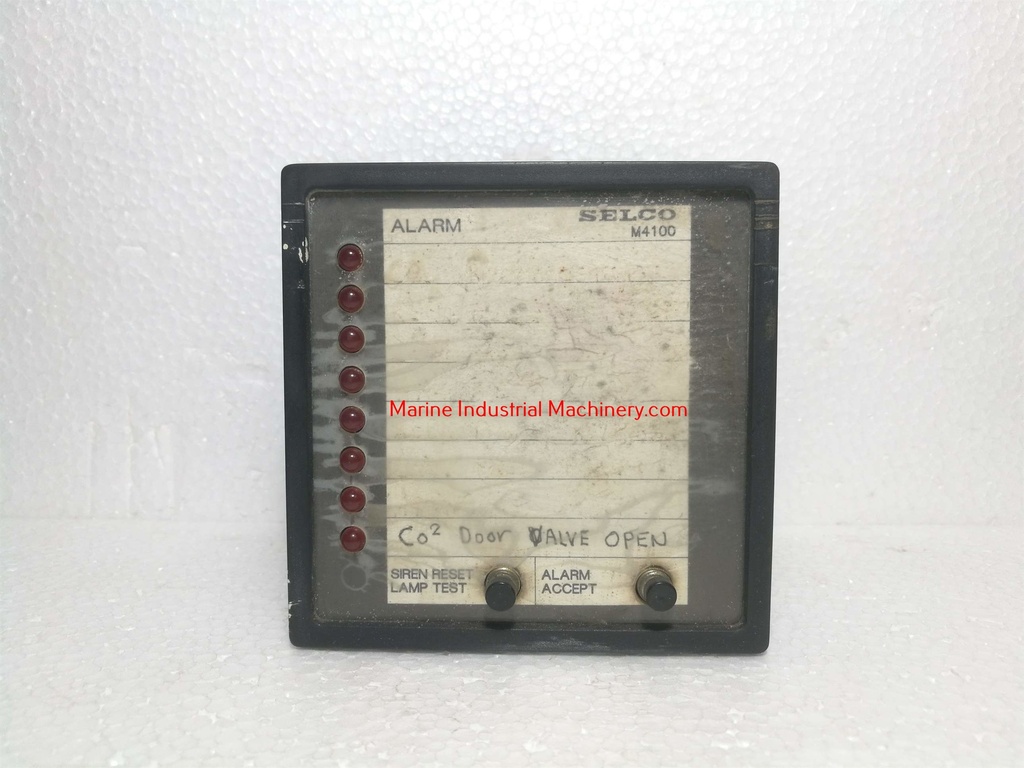 ALARM
SELCO
M4100
Marine Industrial Machinery.com
Co² Door VALVE OPEN
SIREN RESET
LAMP TEST
ALARM
ACCEPT